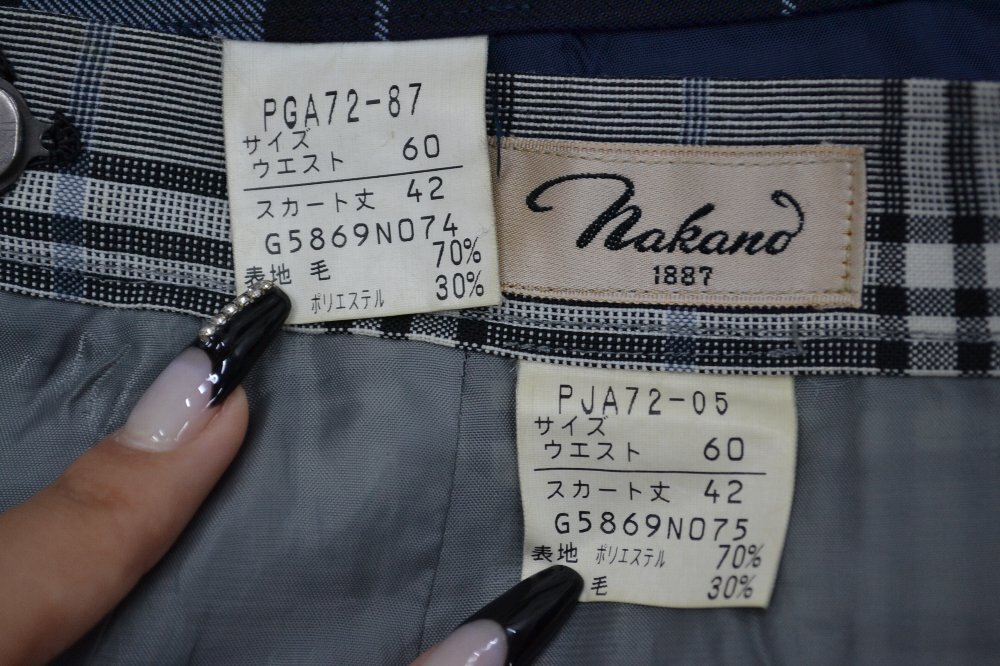 PGA72-87
サイズ
ウエスト 60
スカート丈 42
G5869N074
表地 毛 70%
ポリエステル 30%
Nakano
1887
PJA72-05
サイズ
ウエスト 60
スカート丈 42
G5869N075
表地 ポリエステル 70%
毛 30%